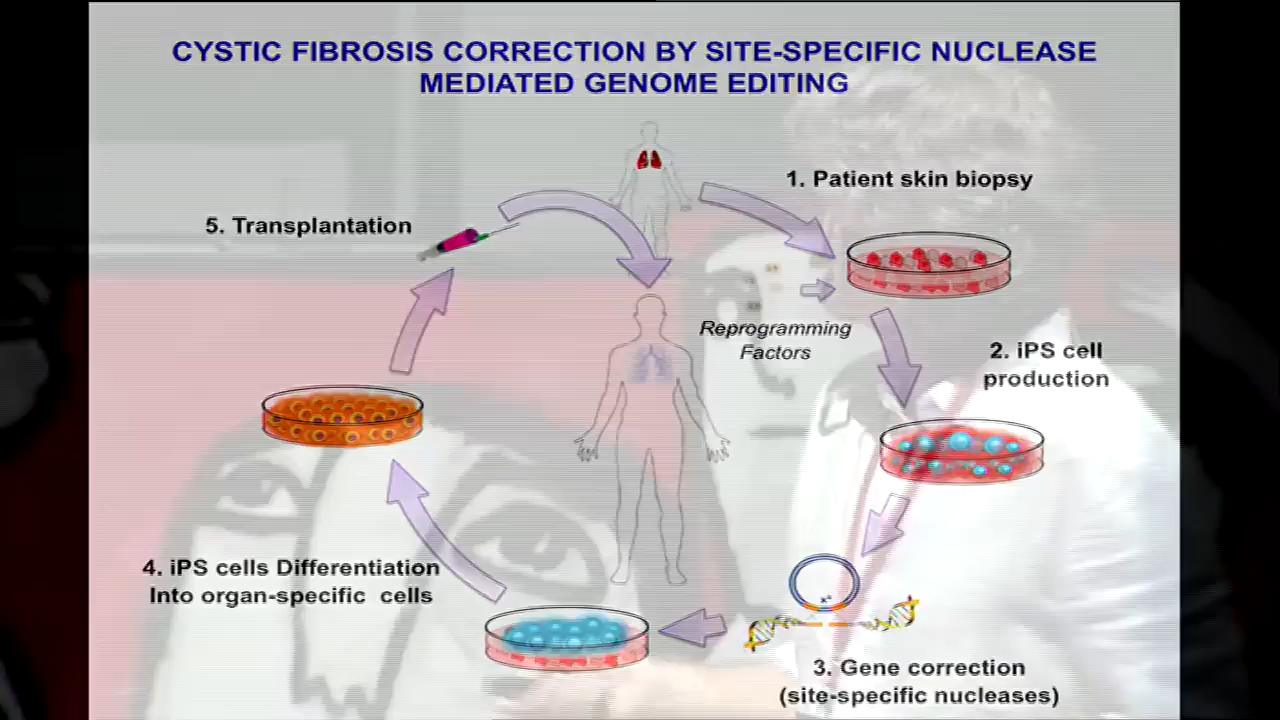 CYSTIC FIBROSIS CORRECTION BY SITE-SPECIFIC NUCLEASE
MEDIATED GENOME EDITING
1. Patient skin biopsy
5. Transplantation
Reprogramming
Factors
2. iPS cell
production
4. iPS cells Differentiation
Into organ-specific cells
3. Gene correction
(site-specific nucleases)